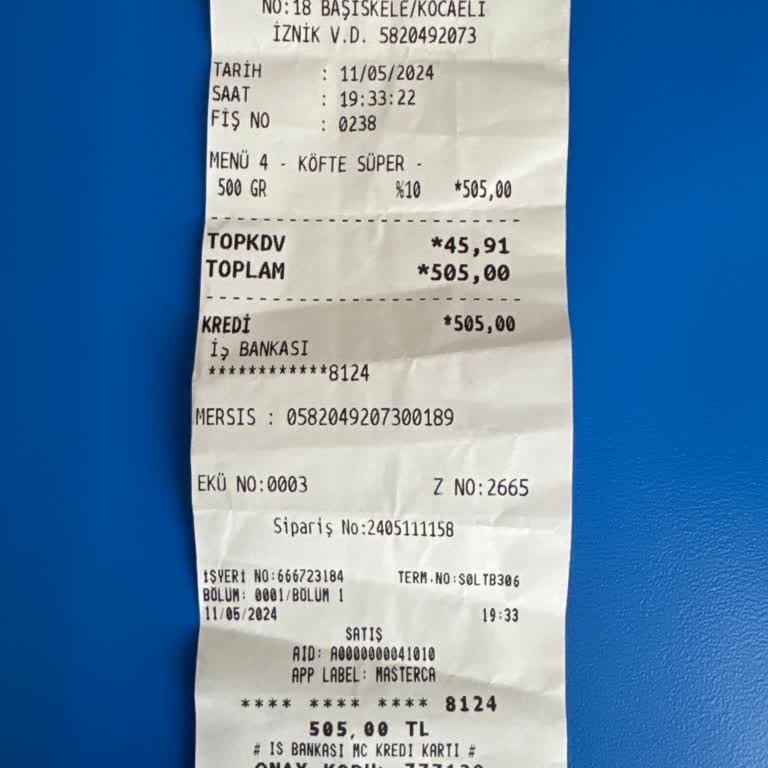 NO:18 BAŞİSKELE/KOCAELİ
İZNİK V.D. 5820492073
TARİH : 11/05/2024
SAAT : 19:33:22
FİŞ NO : 0238
MENÜ 4 - KÖFTE SÜPER -
500 GR %10 *505,00
TOPKDV *45,91
TOPLAM *505,00
KREDİ *505,00
İş BANKASI
************8124
MERSIS : 0582049207300189
EKÜ NO:0003 Z NO:2665
Sipariş No:2405111158
İŞYERİ NO:666723184 TERM.NO:S0LTB306
BÖLUM: 0001/BÖLUM 1
11/05/2024 19:33
SATIŞ
AID: A0000000041010
APP LABEL: MASTERCA
**** **** **** 8124
505,00 TL
# IS BANKASI MC KREDI KARTI #
ONAY KODU: